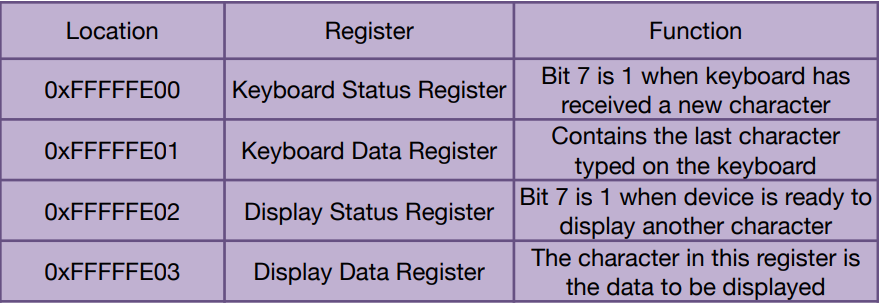 Location Register Function
0xFFFFFE00 Keyboard Status Register Bit 7 is 1 when keyboard has
received a new character
0xFFFFFE01 Keyboard Data Register Contains the last character
typed on the keyboard
0xFFFFFE02 Display Status Register Bit 7 is 1 when device is ready to
display another character
0xFFFFFE03 Display Data Register The character in this register is
the data to be displayed